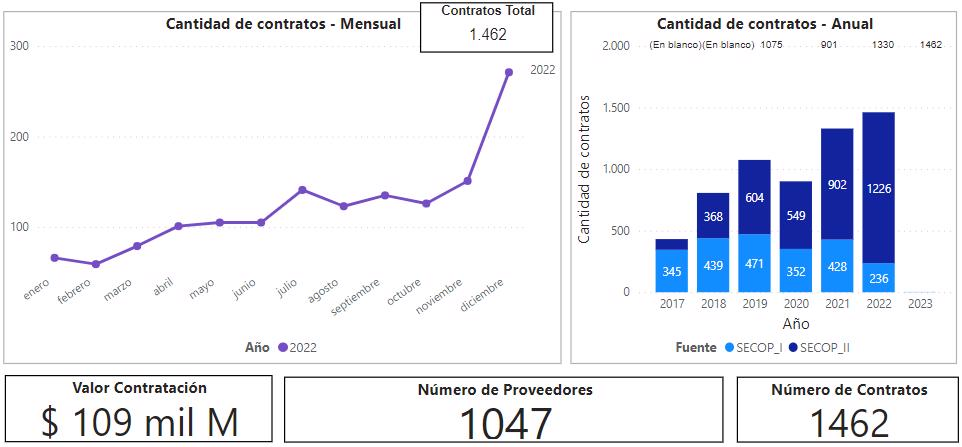 Cantidad de contratos - Mensual
Contratos Total
1.462
300
200
100
2022
enero
febrero
marzo
abril
mayo
junio
julio
agosto
septiembre
octubre
noviembre
diciembre
Año 2022
Cantidad de contratos - Anual
(En blanco)(En blanco) 1075 901 1330 1462
2.000
1.500
1.000
500
0
Cantidad de contratos
345
368
439
604
471
549
352
902
428
1226
236
2017 2018 2019 2020 2021 2022 2023
Año
Fuente SECOP_I SECOP_II
Valor Contratación
$ 109 mil M
Número de Proveedores
1047
Número de Contratos
1462